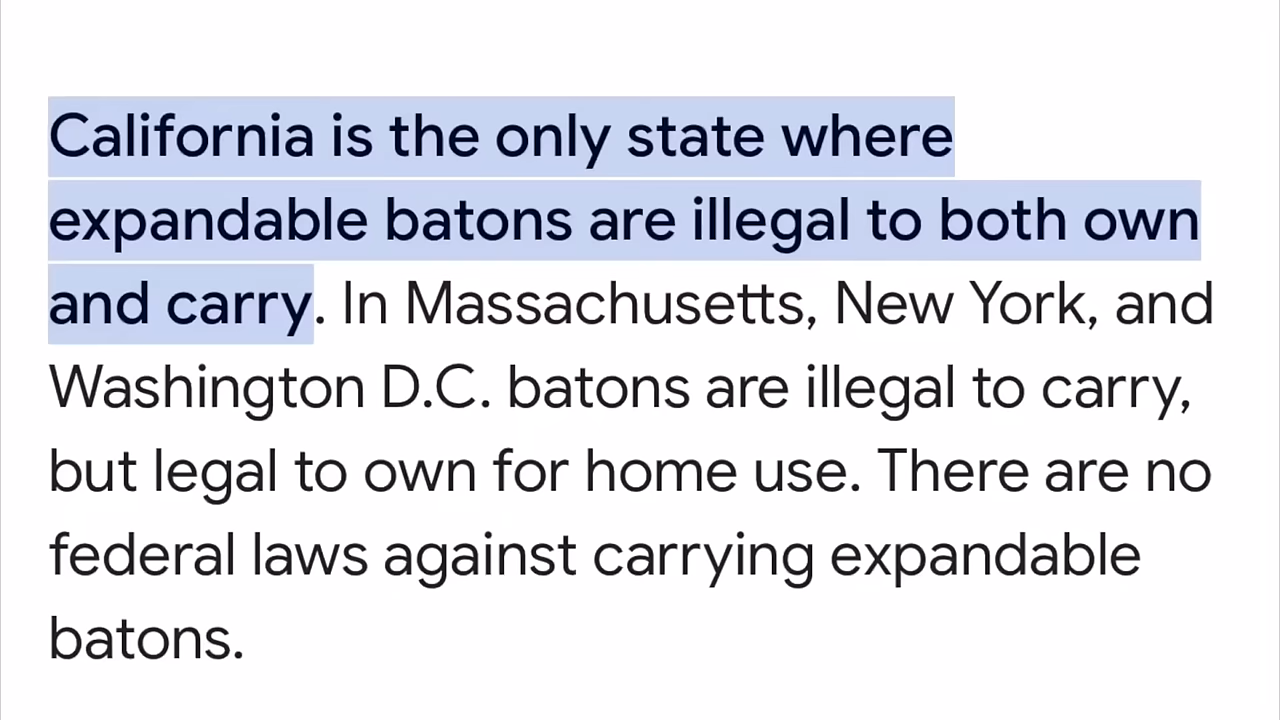 California is the only state where
expandable batons are illegal to both own
and carry. In Massachusetts, New York, and
Washington D.C. batons are illegal to carry,
but legal to own for home use. There are no
federal laws against carrying expandable
batons.